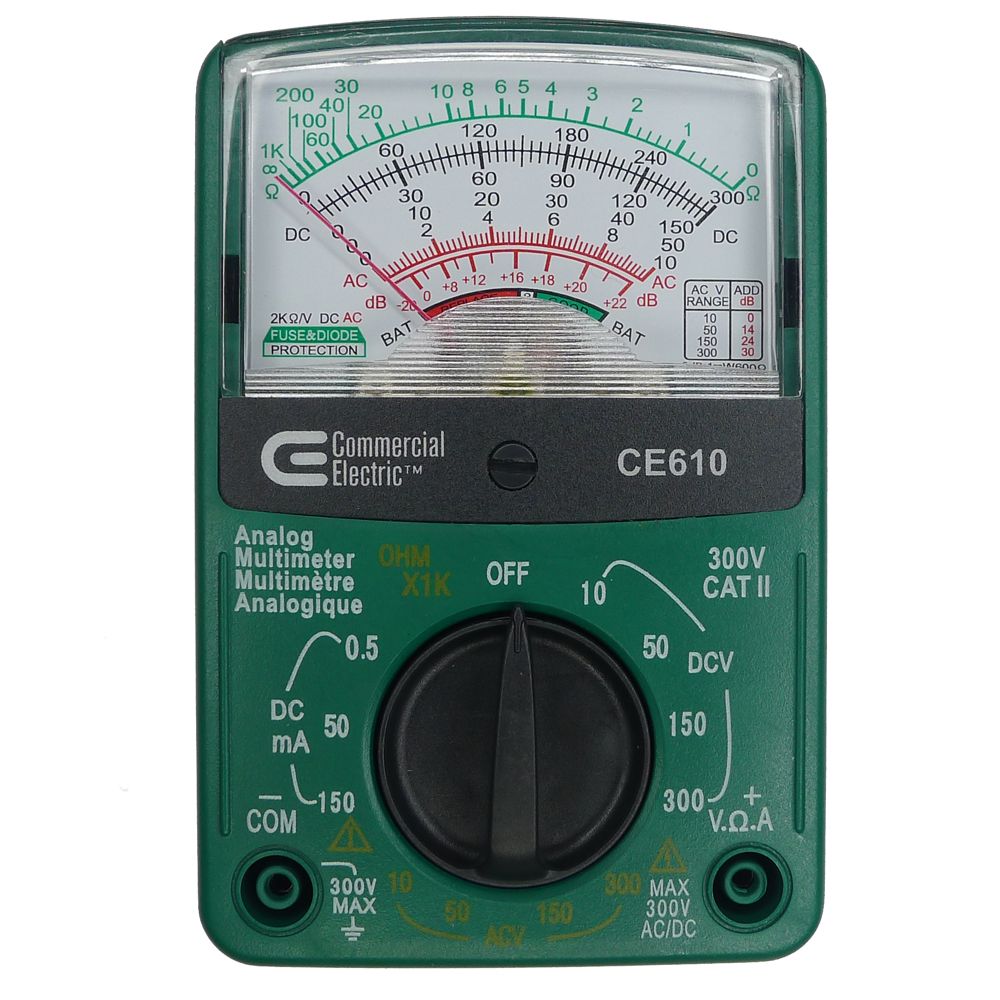 1K 200 100 60 40 30 20 10 8 6 5 4 3 2 1 0
∞ Ω Ω
0 60 120 180 240 300
DC 0 30 60 90 120 150 DC
0 10 20 30 40 50
0 2 4 6 8 10
AC AC
dB -20 0 +8 +12 +16 +18 +20 +22 dB
BAT BAT
2KΩ/V DC AC
FUSE&DIODE
PROTECTION
AC V ADD
RANGE dB
10 0
50 14
150 24
300 30
Commercial
Electric™
CE610
Analog
Multimeter
Multimètre
Analogique
OHM
X1K
OFF
300V
CAT II
10
50
DCV
150
300
0.5
DC
mA
50
150
−
COM
+
V.Ω.A
300V
MAX
10
50
150
300
ACV
MAX
300V
AC/DC